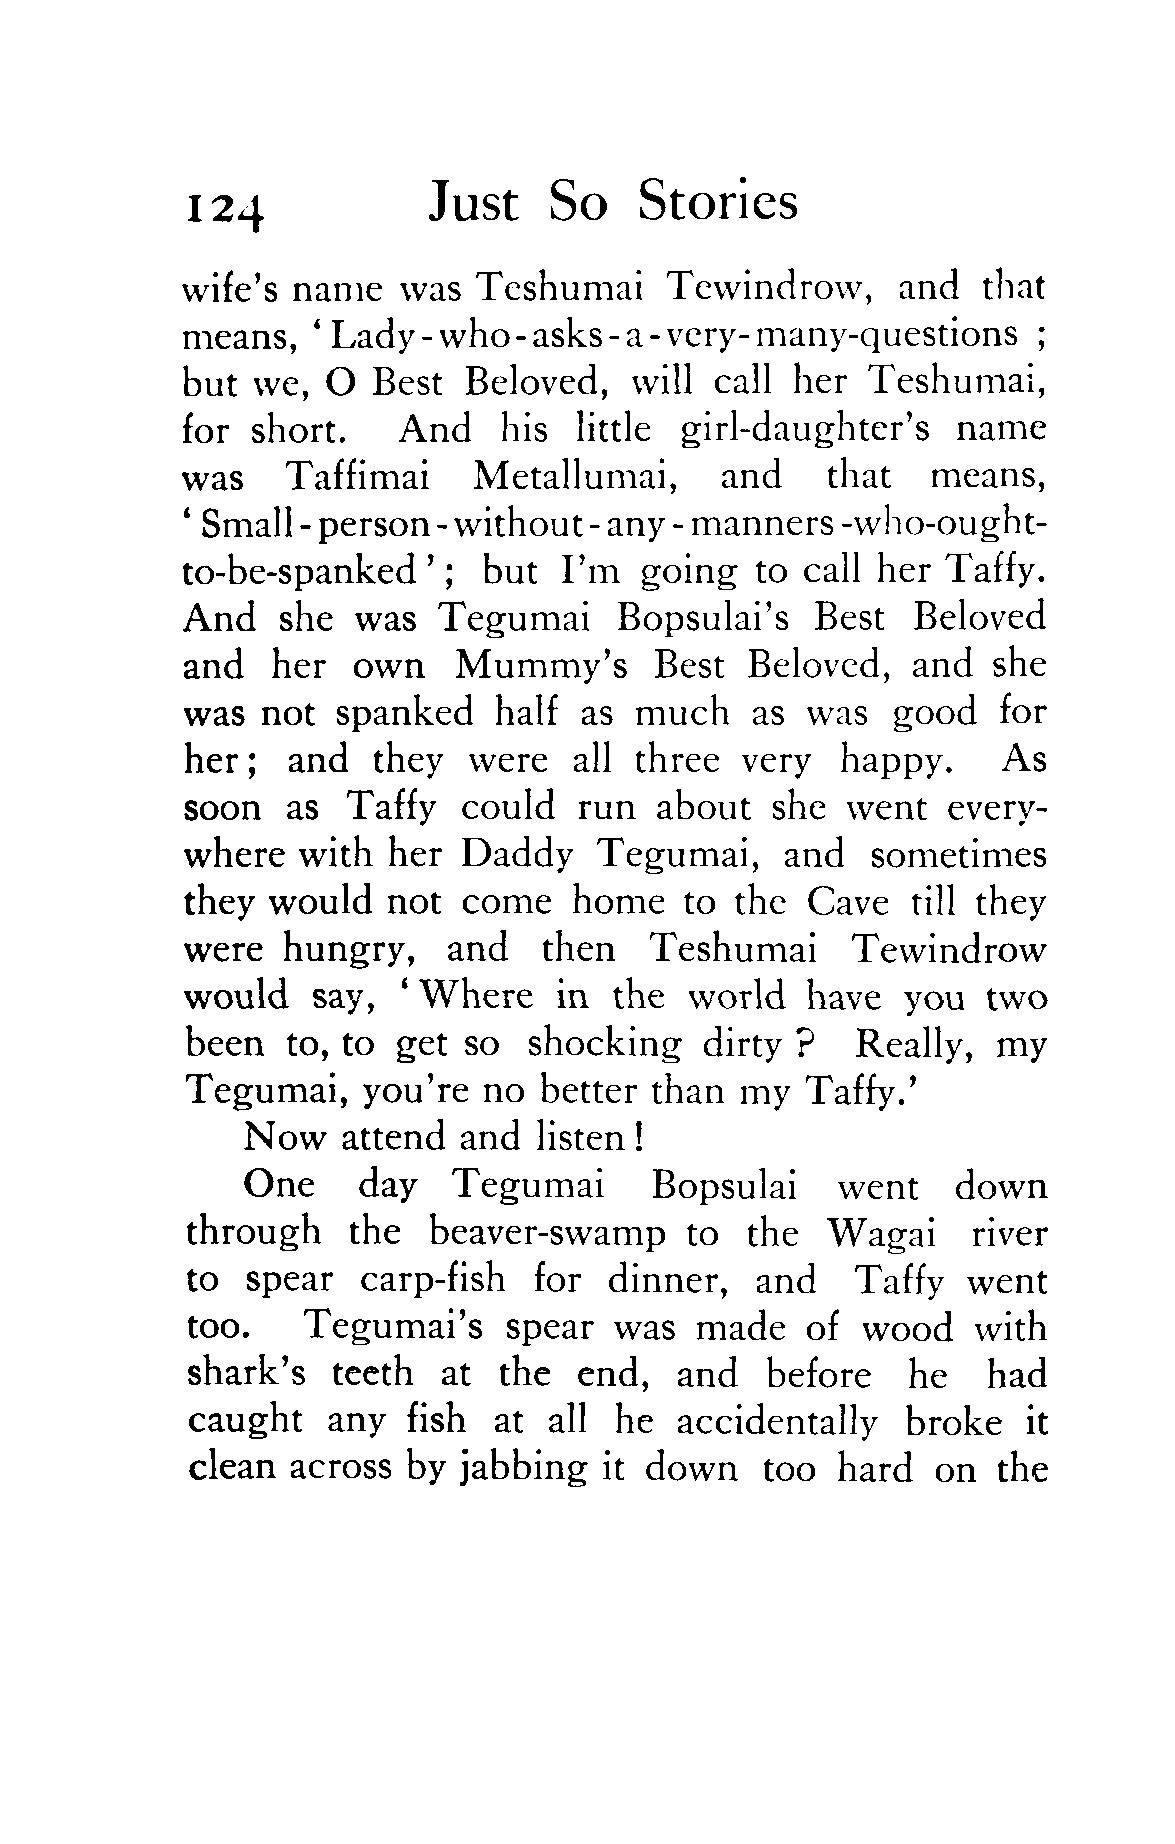 124 Just So Stories
wife's name was Teshumai Tewindrow, and that
means, ‘ Lady-who-asks-a-very-many-questions ;
but we, O Best Beloved, will call her Teshumai,
for short. And his little girl-daughter's name
was Taffimai Metallumai, and that means,
‘ Small-person-without-any-manners-who-ought-
to-be-spanked ’ ; but I'm going to call her Taffy.
And she was Tegumai Bopsulai's Best Beloved
and her own Mummy's Best Beloved, and she
was not spanked half as much as was good for
her ; and they were all three very happy. As
soon as Taffy could run about she went every-
where with her Daddy Tegumai, and sometimes
they would not come home to the Cave till they
were hungry, and then Teshumai Tewindrow
would say, ‘ Where in the world have you two
been to, to get so shocking dirty ? Really, my
Tegumai, you're no better than my Taffy.’
Now attend and listen !
One day Tegumai Bopsulai went down
through the beaver-swamp to the Wagai river
to spear carp-fish for dinner, and Taffy went
too. Tegumai's spear was made of wood with
shark's teeth at the end, and before he had
caught any fish at all he accidentally broke it
clean across by jabbing it down too hard on the